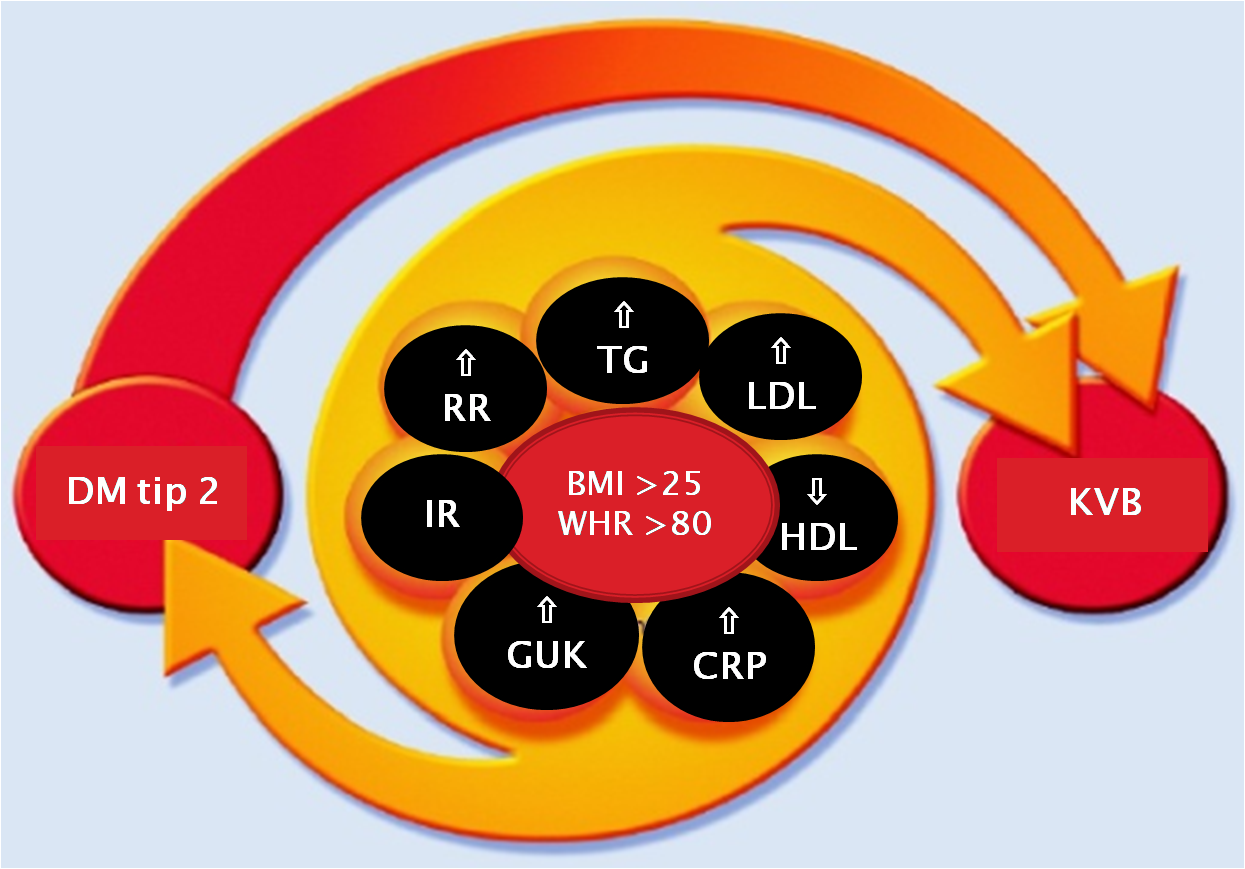 ⇧
TG
⇧
RR
⇧
LDL
BMI >25
WHR >80
DM tip 2
IR
⇩
HDL
KVB
⇧
GUK
⇧
CRP